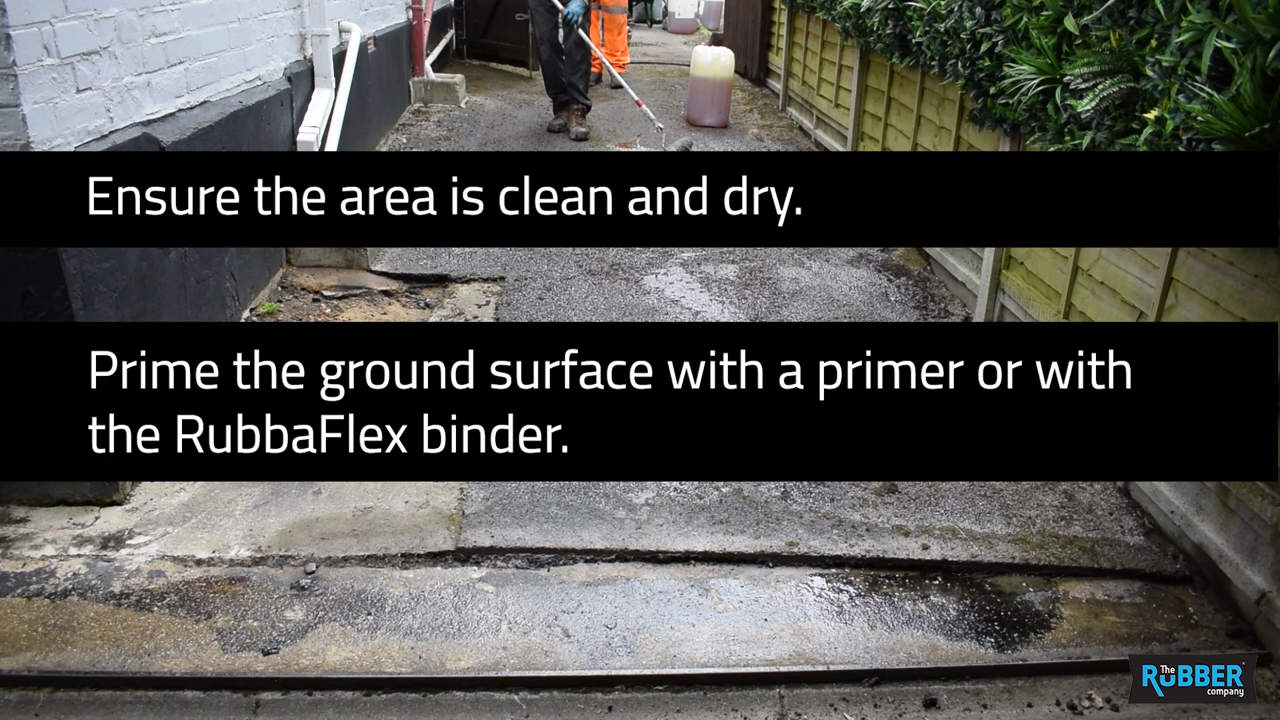 Ensure the area is clean and dry.
Prime the ground surface with a primer or with
the RubbaFlex binder.
The
RUBBER
company